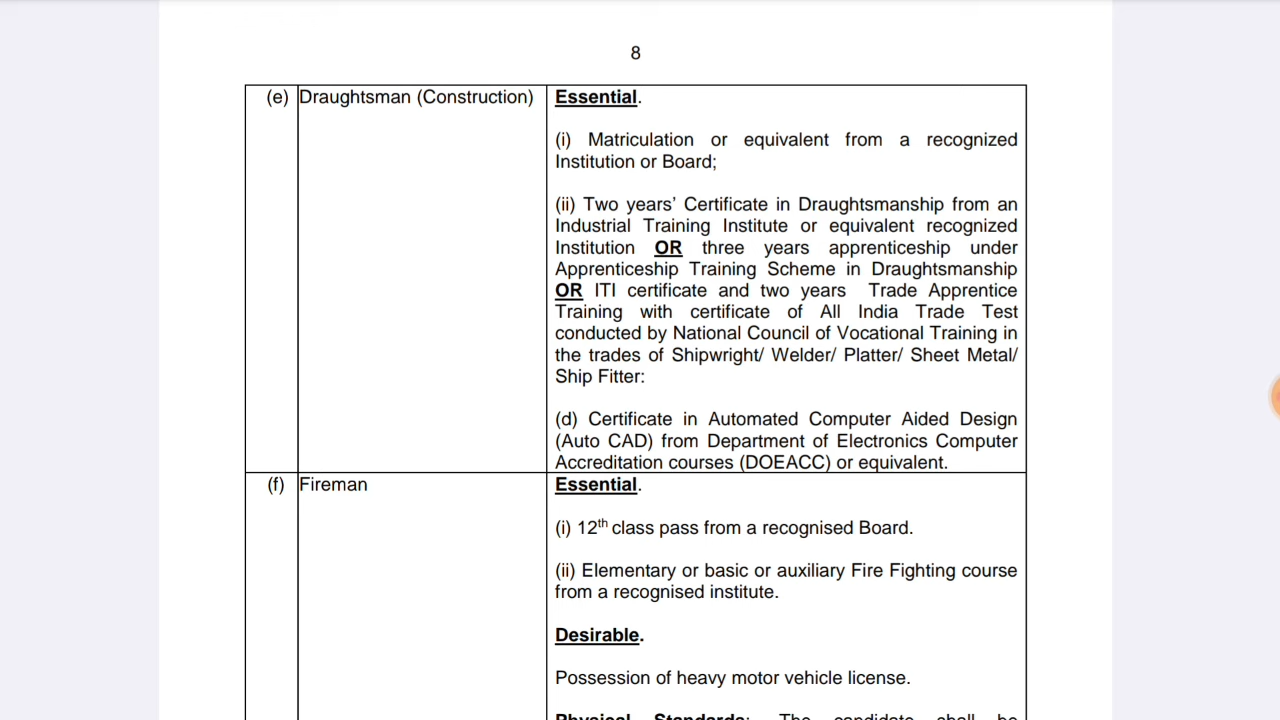 8
(e) Draughtsman (Construction)
Essential.
(i) Matriculation or equivalent from a recognized
Institution or Board;
(ii) Two years’ Certificate in Draughtsmanship from an
Industrial Training Institute or equivalent recognized
Institution OR three years apprenticeship under
Apprenticeship Training Scheme in Draughtsmanship
OR ITI certificate and two years Trade Apprentice
Training with certificate of All India Trade Test
conducted by National Council of Vocational Training in
the trades of Shipwright/ Welder/ Platter/ Sheet Metal/
Ship Fitter:
(d) Certificate in Automated Computer Aided Design
(Auto CAD) from Department of Electronics Computer
Accreditation courses (DOEACC) or equivalent.
(f) Fireman
Essential.
(i) 12th class pass from a recognised Board.
(ii) Elementary or basic or auxiliary Fire Fighting course
from a recognised institute.
Desirable.
Possession of heavy motor vehicle license.
Physical Standards: The candidate shall be